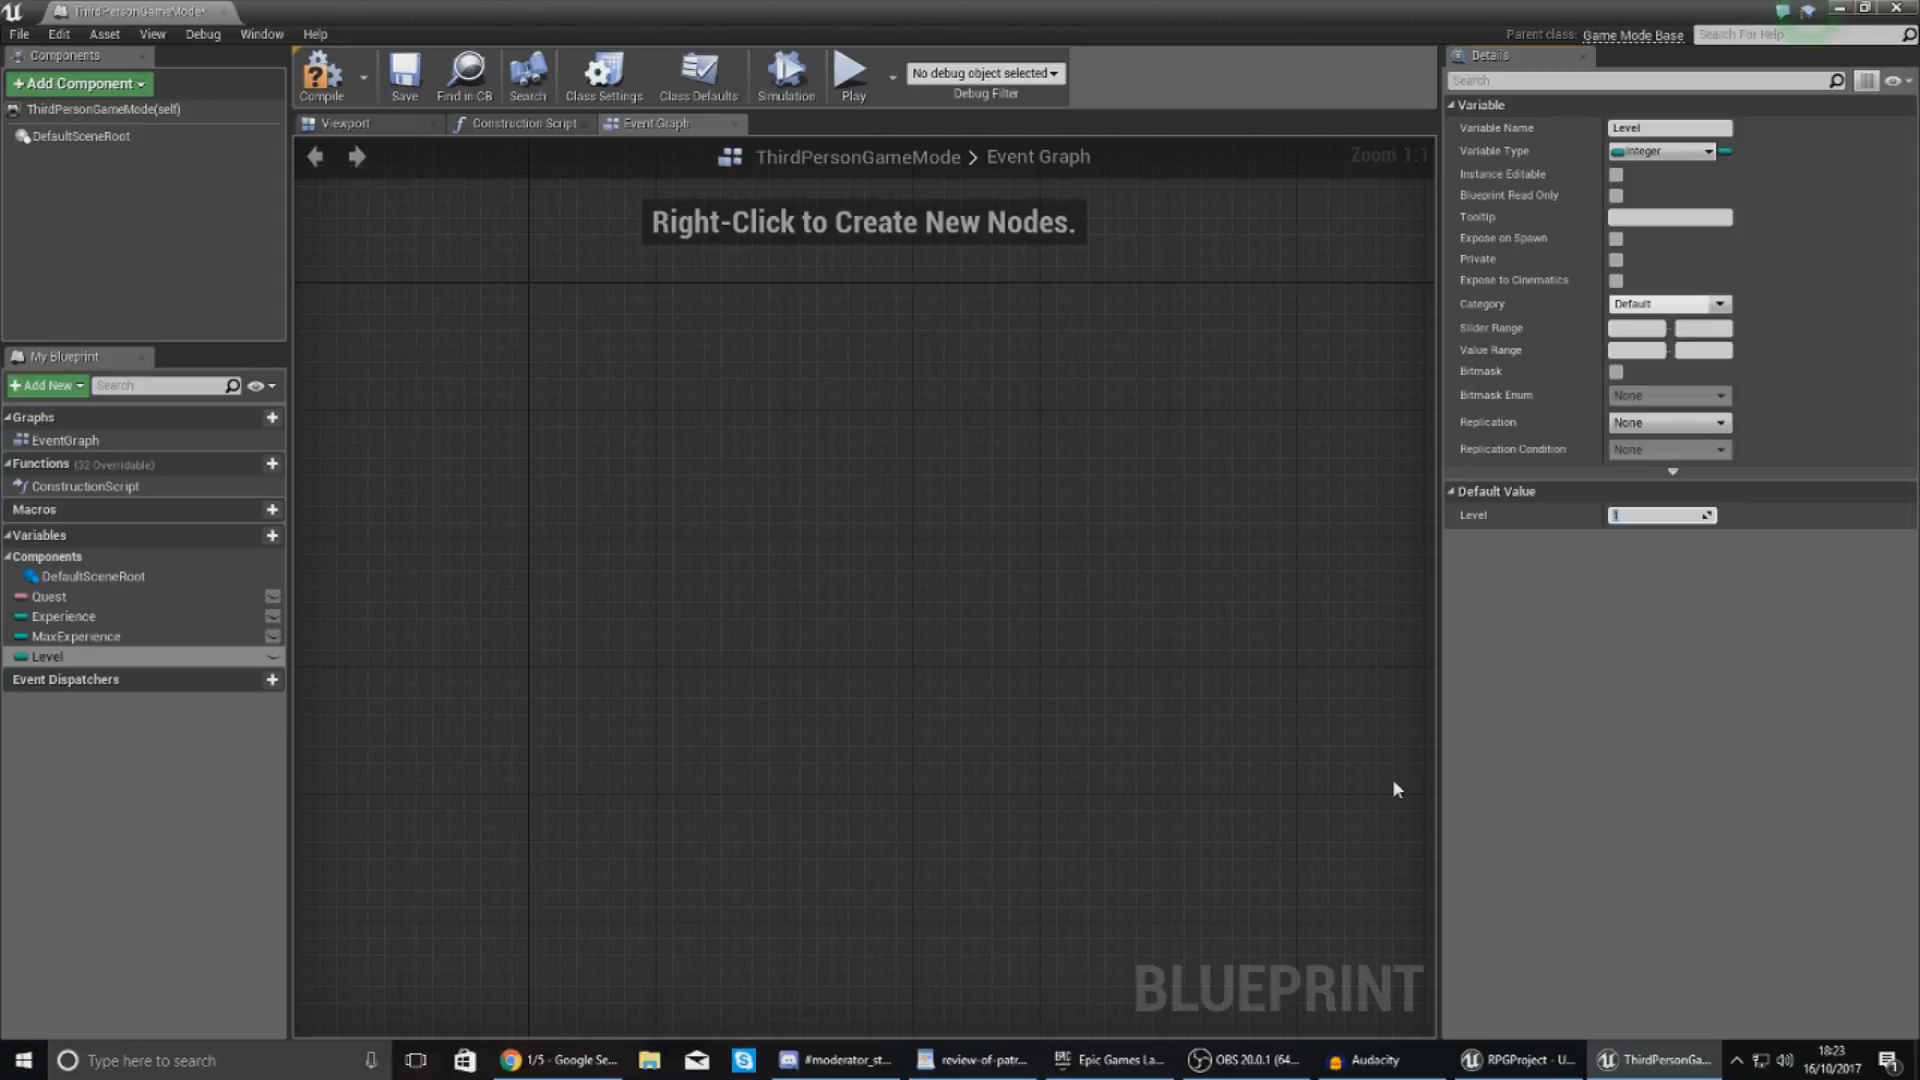 ThirdPersonGameMode*
File Edit Asset View Debug Window Help
Parent class: Game Mode Base
Search For Help
Components
+Add Component
ThirdPersonGameMode(self)
DefaultSceneRoot
Compile
Save
Find in CB
Search
Class Settings
Class Defaults
Simulation
Play
No debug object selected
Debug Filter
Viewport
Construction Script
Event Graph
ThirdPersonGameMode > Event Graph
Zoom 1:1
Right-Click to Create New Nodes.
BLUEPRINT
My Blueprint
+Add New
Search
Graphs
EventGraph
Functions (32 Overridable)
ConstructionScript
Macros
Variables
Components
DefaultSceneRoot
Quest
Experience
MaxExperience
Level
Event Dispatchers
Details
Search
Variable
Variable Name Level
Variable Type Integer
Instance Editable
Blueprint Read Only
Tooltip
Expose on Spawn
Private
Expose to Cinematics
Category Default
Slider Range
Value Range
Bitmask
Bitmask Enum None
Replication None
Replication Condition None
Default Value
Level 1
Type here to search
1/5 - Google Se...
#moderator_st...
review-of-patr...
Epic Games La...
OBS 20.0.1 (64...
Audacity
RPGProject - U...
ThirdPersonGa...
18:23
16/10/2017